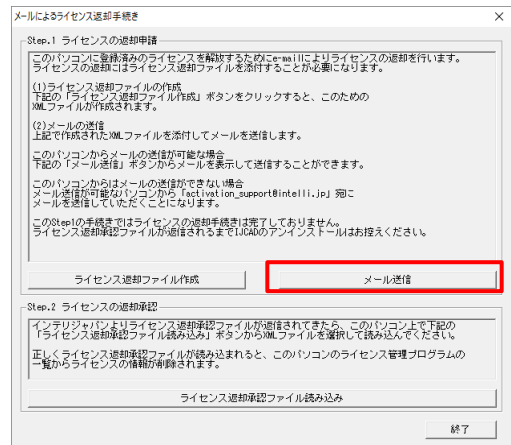 メールによるライセンス返却手続き
Step.1 ライセンスの返却申請
このパソコンに登録済みのライセンスを解放するためにe-mailによりライセンスの返却を行います。
ライセンスの返却にはライセンス返却ファイルを添付することが必要になります。
(1)ライセンス返却ファイルの作成
下記の「ライセンス返却ファイル作成」ボタンをクリックすると、このための
XMLファイルが作成されます。
(2)メールの送信
上記で作成されたXMLファイルを添付してメールを送信します。
このパソコンからメールの送信が可能な場合
下記の「メール送信」ボタンからメールを表示して送信することができます。
このパソコンからはメールの送信ができない場合
メール送信が可能なパソコンから「activation_support@intelli.jp」宛に
メールを送信していただくことになります。
このStep1の手続きではライセンスの返却手続きは完了しておりません。
ライセンス返却承認ファイルが返信されるまでIJCADのアンインストールはお控えください。
ライセンス返却ファイル作成
メール送信
Step.2 ライセンスの返却承認
インテリジャパンよりライセンス返却承認ファイルが返信されてきたら、このパソコン上で下記の
「ライセンス返却承認ファイル読み込み」ボタンからXMLファイルを選択して読み込んでください。
正しくライセンス返却承認ファイルが読み込まれると、このパソコンのライセンス管理プログラムの
一覧からライセンスの情報が削除されます。
ライセンス返却承認ファイル読み込み
終了